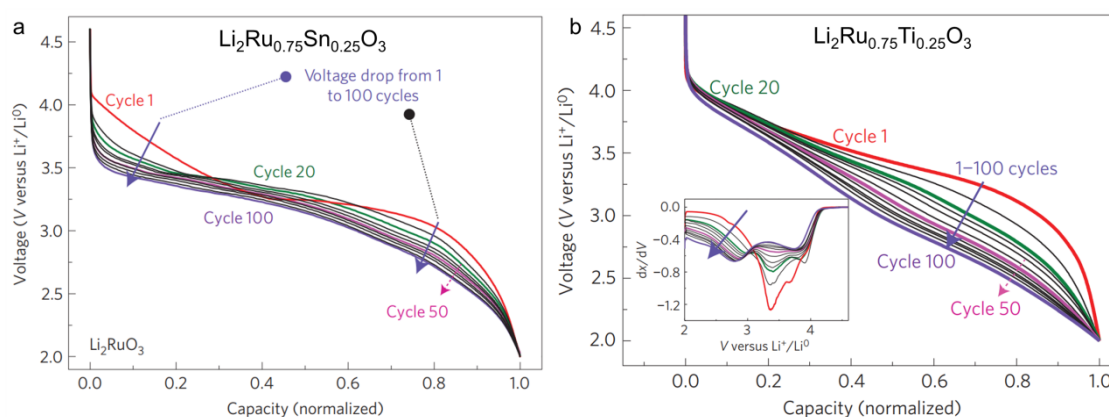 a
Li₂Ru₀.₇₅Sn₀.₂₅O₃
4.5
4.0
3.5
3.0
2.5
2.0
Voltage (V versus Li⁺/Li⁰)
Cycle 1
Voltage drop from 1
to 100 cycles
Cycle 20
Cycle 100
Cycle 50
Li₂RuO₃
0.0 0.2 0.4 0.6 0.8 1.0
Capacity (normalized)
b
Li₂Ru₀.₇₅Ti₀.₂₅O₃
4.5
4.0
3.5
3.0
2.5
2.0
Voltage (V versus Li⁺/Li⁰)
Cycle 20
Cycle 1
1–100 cycles
Cycle 100
Cycle 50
0.0
−0.4
−0.8
−1.2
dx/dV
2 3 4
V versus Li⁺/Li⁰
0.0 0.2 0.4 0.6 0.8 1.0
Capacity (normalized)